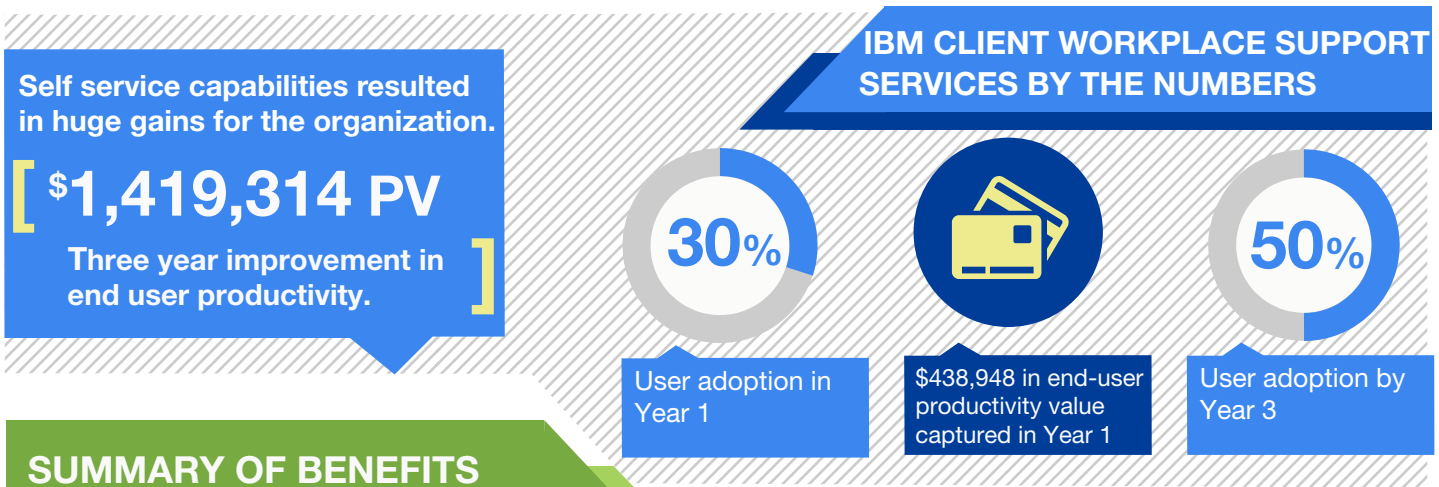 Self service capabilities resulted
in huge gains for the organization.
$1,419,314 PV
Three year improvement in
end user productivity.
IBM CLIENT WORKPLACE SUPPORT
SERVICES BY THE NUMBERS
30%
User adoption in
Year 1
$438,948 in end-user
productivity value
captured in Year 1
50%
User adoption by
Year 3
SUMMARY OF BENEFITS